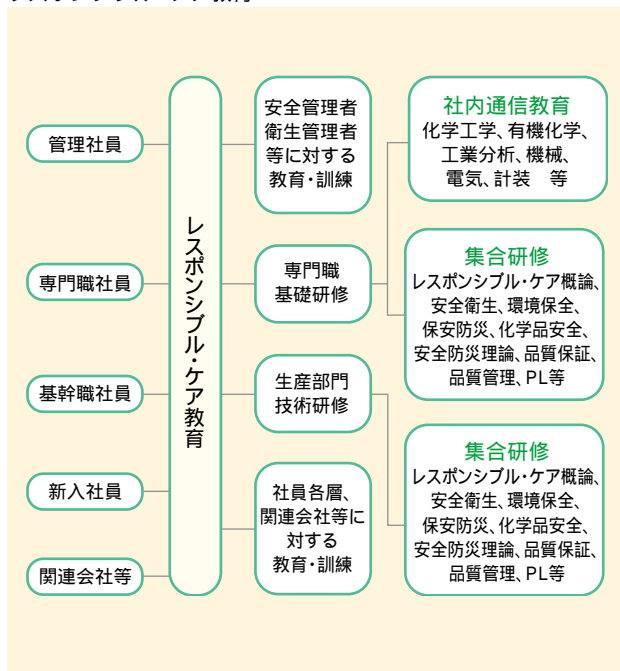 管理社員
専門職社員
基幹職社員
新入社員
関連会社等
レスポンシブル・ケア教育
安全管理者
衛生管理者
等に対する
教育・訓練
専門職
基礎研修
生産部門
技術研修
社員各層、
関連会社等に
対する
教育・訓練
社内通信教育
化学工学、有機化学、
工業分析、機械、
電気、計装　等
集合研修
レスポンシブル・ケア概論、
安全衛生、環境保全、
保安防災、化学品安全、
安全防災理論、品質保証、
品質管理、PL等
集合研修
レスポンシブル・ケア概論、
安全衛生、環境保全、
保安防災、化学品安全、
安全防災理論、品質保証、
品質管理、PL等